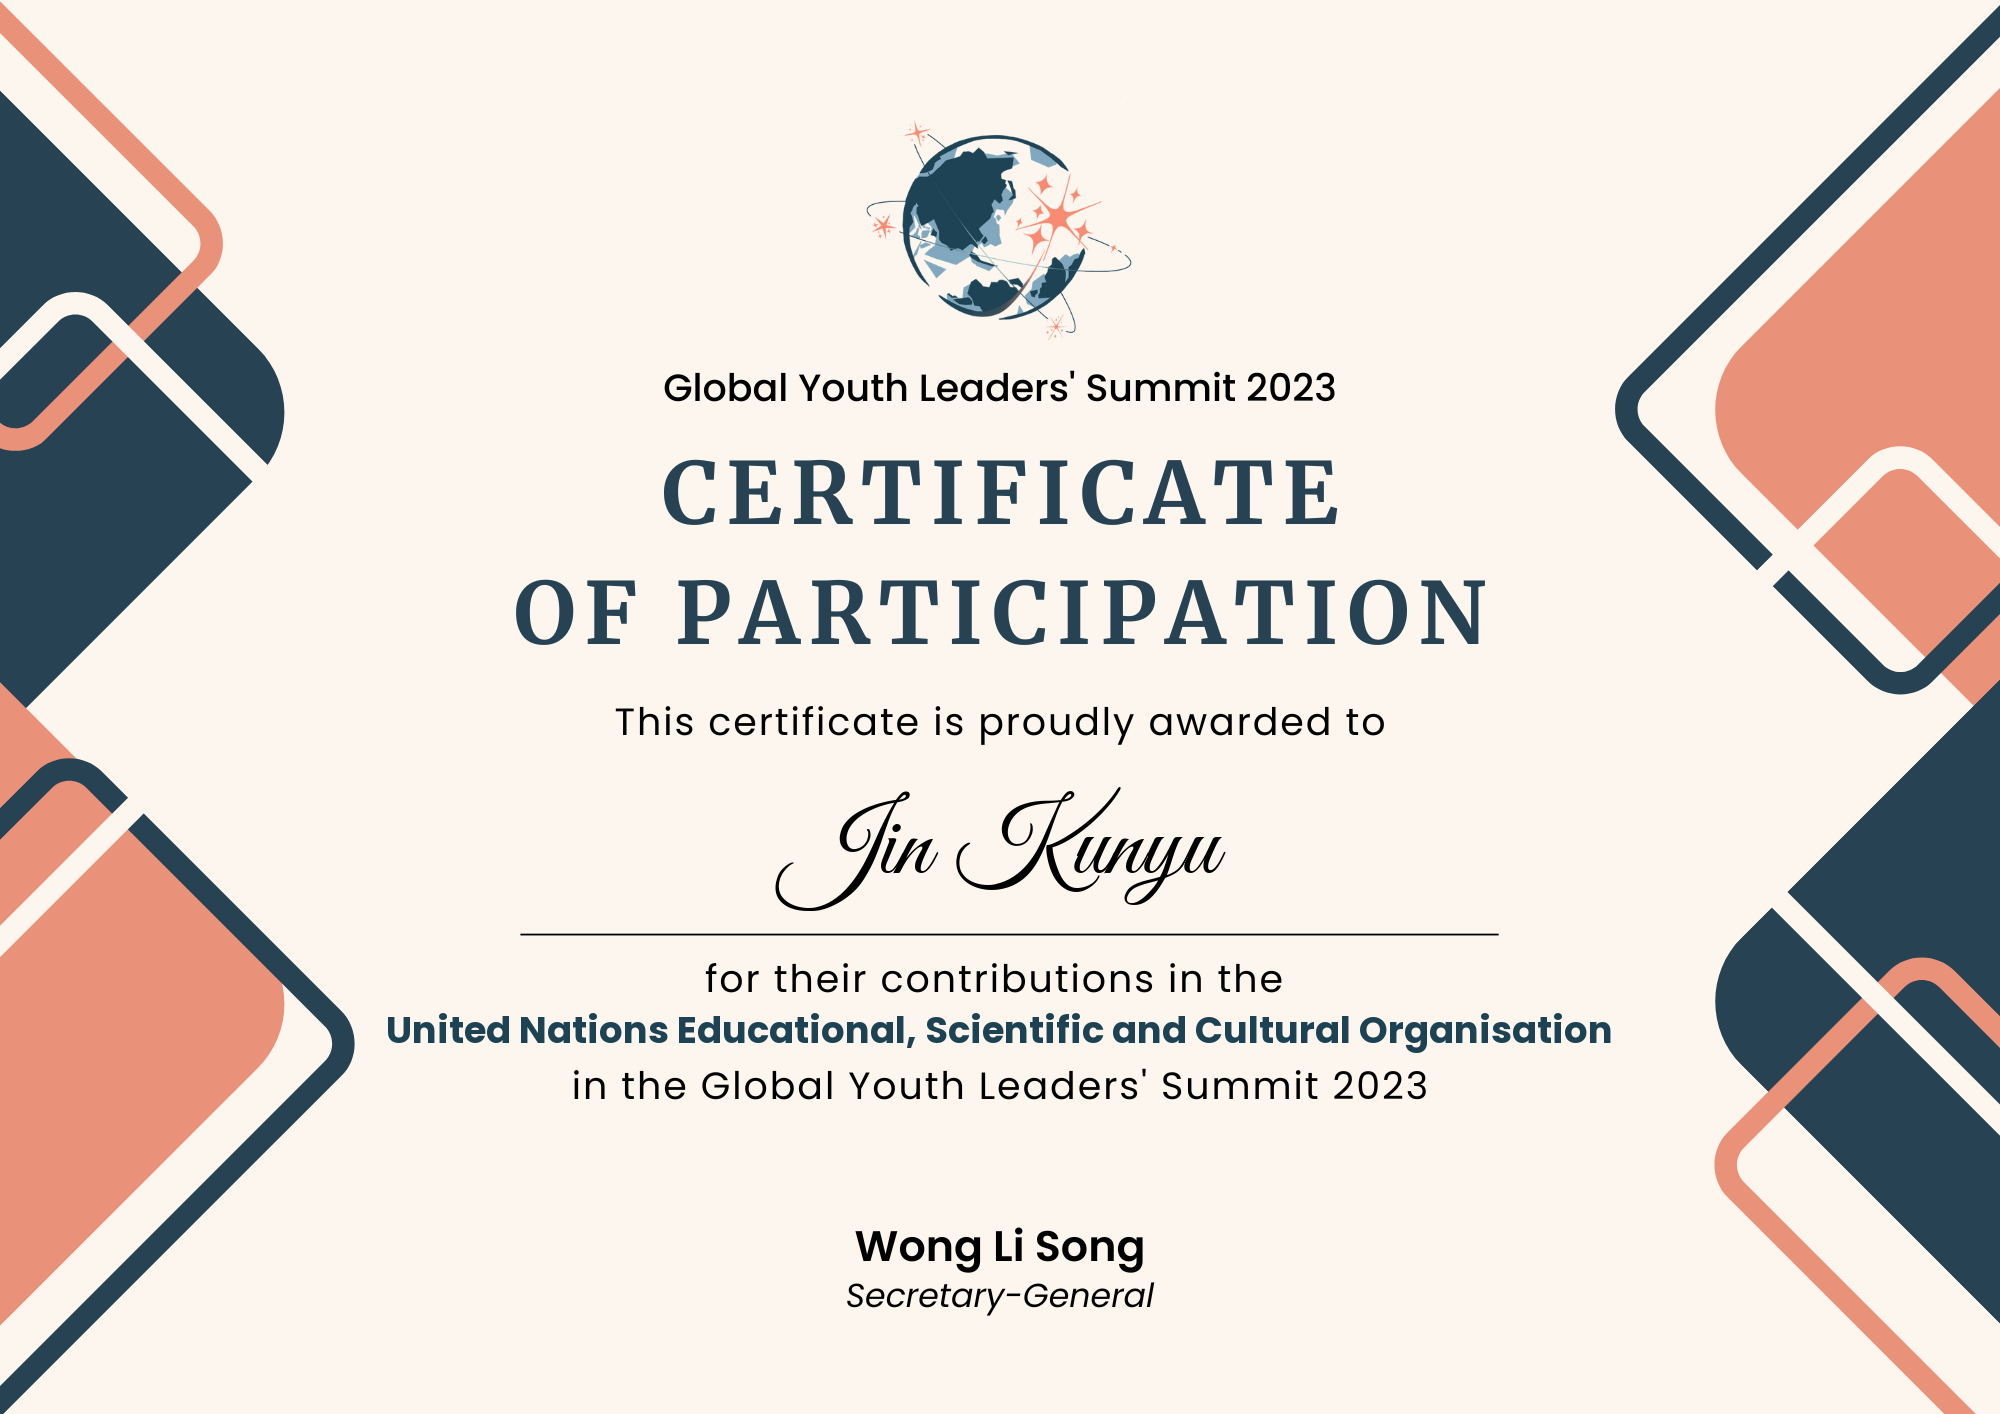 Global Youth Leaders' Summit 2023
CERTIFICATE
OF PARTICIPATION
This certificate is proudly awarded to
Jin Kunyu
for their contributions in the
United Nations Educational, Scientific and Cultural Organisation
in the Global Youth Leaders' Summit 2023
Wong Li Song
Secretary-General